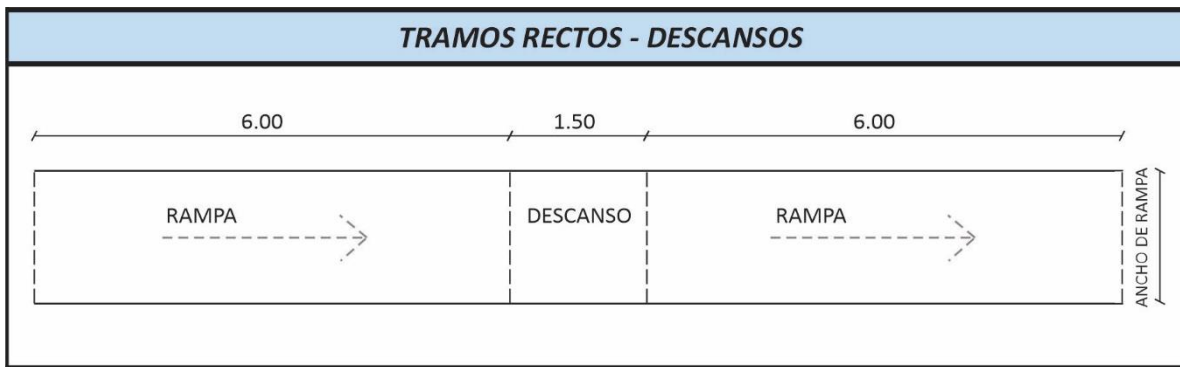 TRAMOS RECTOS - DESCANSOS
6.00 1.50 6.00
RAMPA DESCANSO RAMPA
ANCHO DE RAMPA